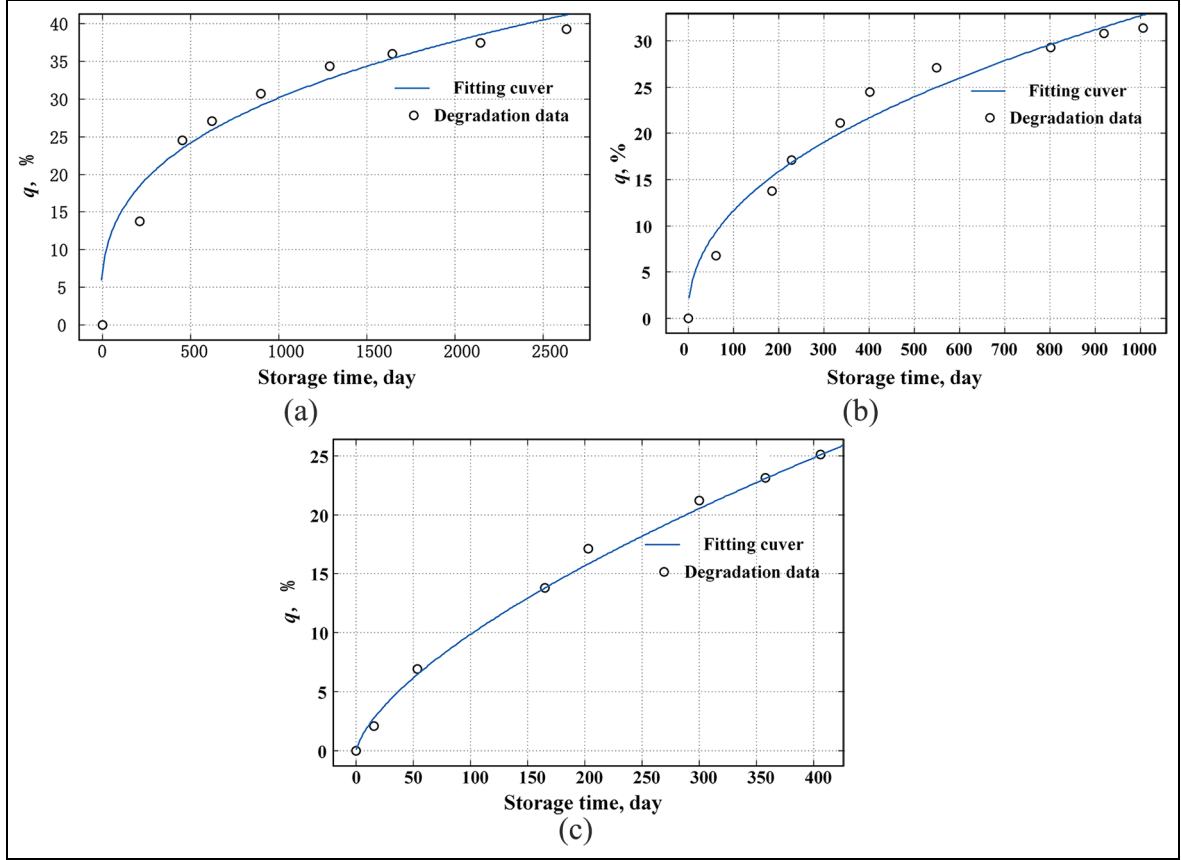 40
35
30
25
20
15
10
5
0
q, %
Fitting cuver
Degradation data
0 500 1000 1500 2000 2500
Storage time, day
(a)
30
25
20
15
10
5
0
q, %
Fitting cuver
Degradation data
0 100 200 300 400 500 600 700 800 900 1000
Storage time, day
(b)
25
20
15
10
5
0
q, %
Fitting cuver
Degradation data
0 50 100 150 200 250 300 350 400
Storage time, day
(c)